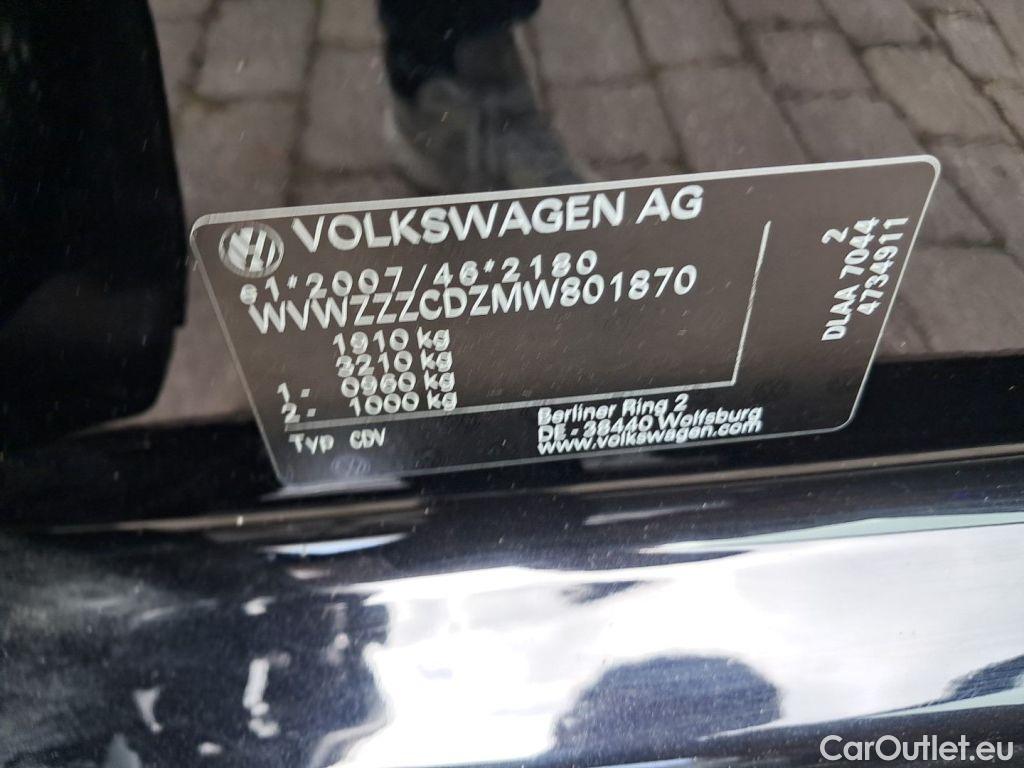 VOLKSWAGEN AG
e1*2007/46*2180
WVWZZZCDZMW801870
1910 kg
3210 kg
1- 0960 kg
2- 1000 kg
Typ CDV
Berliner Ring 2
DE - 38440 Wolfsburg
www.volkswagen.com
2
DLAA 7044
4734911
CarOutlet.eu